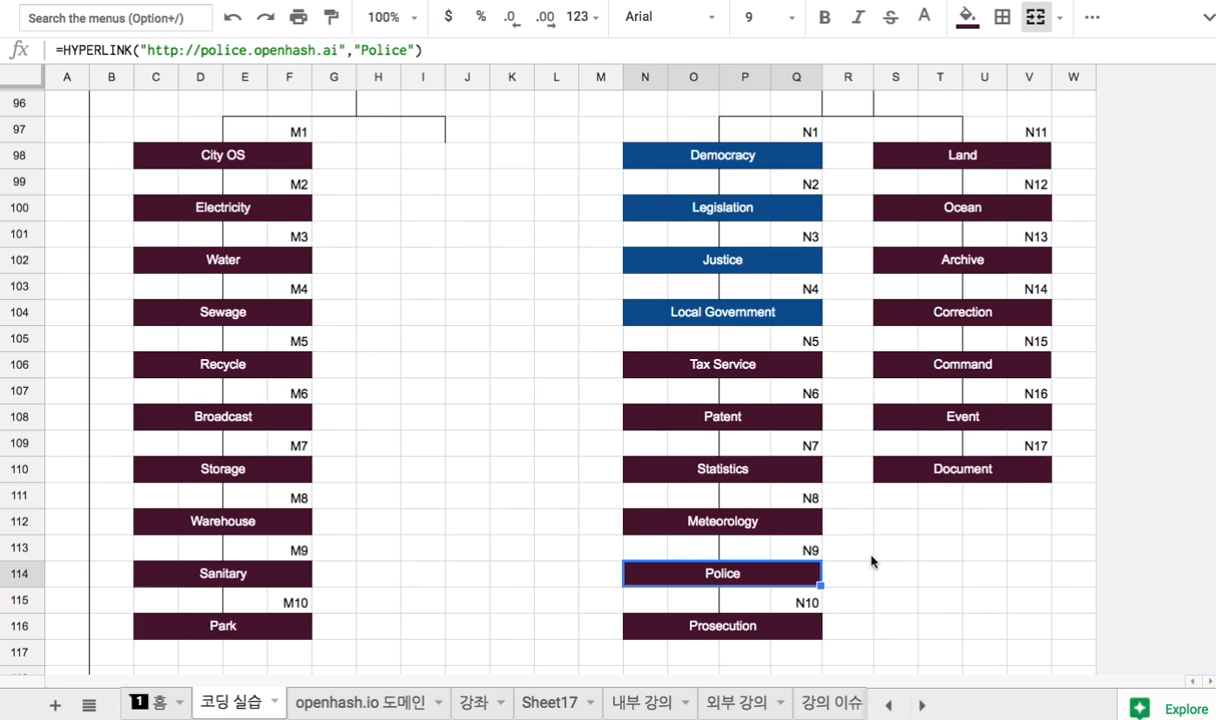 Search the menus (Option+/)
100% $ % .0 .00 123 Arial 9 B I S A
fx =HYPERLINK("http://police.openhash.ai","Police")
A B C D E F G H I J K L M N O P Q R S T U V W
96
97 M1 N1 N11
98 City OS Democracy Land
99 M2 N2 N12
100 Electricity Legislation Ocean
101 M3 N3 N13
102 Water Justice Archive
103 M4 N4 N14
104 Sewage Local Government Correction
105 M5 N5 N15
106 Recycle Tax Service Command
107 M6 N6 N16
108 Broadcast Patent Event
109 M7 N7 N17
110 Storage Statistics Document
111 M8 N8
112 Warehouse Meteorology
113 M9 N9
114 Sanitary Police
115 M10 N10
116 Park Prosecution
117
1 홈 코딩 실습 openhash.io 도메인 강좌 Sheet17 내부 강의 외부 강의 강의 이슈 Explore